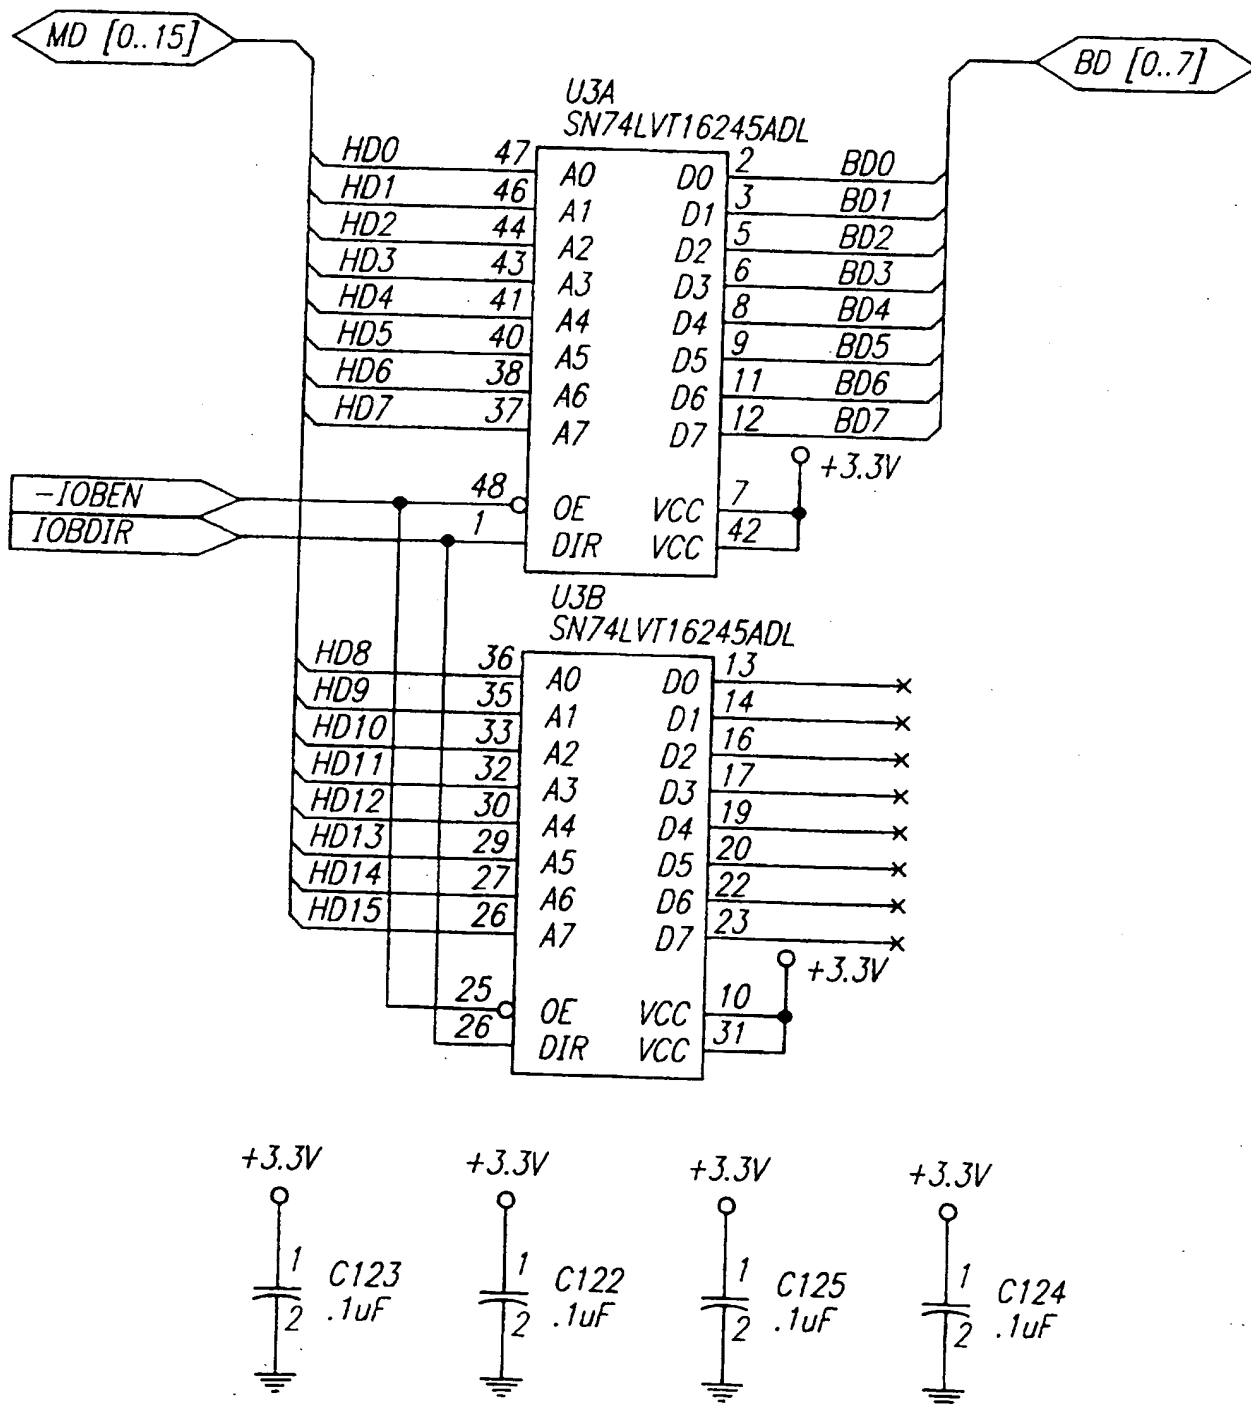 MD [0..15]
BD [0..7]
U3A
SN74LVT16245ADL
HD0 47 A0 D0 2 BD0
HD1 46 A1 D1 3 BD1
HD2 44 A2 D2 5 BD2
HD3 43 A3 D3 6 BD3
HD4 41 A4 D4 8 BD4
HD5 40 A5 D5 9 BD5
HD6 38 A6 D6 11 BD6
HD7 37 A7 D7 12 BD7
+3.3V
-IOBEN 48 OE VCC 7
IOBDIR 1 DIR VCC 42
U3B
SN74LVT16245ADL
HD8 36 A0 D0 13
HD9 35 A1 D1 14
HD10 33 A2 D2 16
HD11 32 A3 D3 17
HD12 30 A4 D4 19
HD13 29 A5 D5 20
HD14 27 A6 D6 22
HD15 26 A7 D7 23
+3.3V
25 OE VCC 10
26 DIR VCC 31
+3.3V +3.3V +3.3V +3.3V
1 C123 1 C122 1 C125 1 C124
2 .1uF 2 .1uF 2 .1uF 2 .1uF